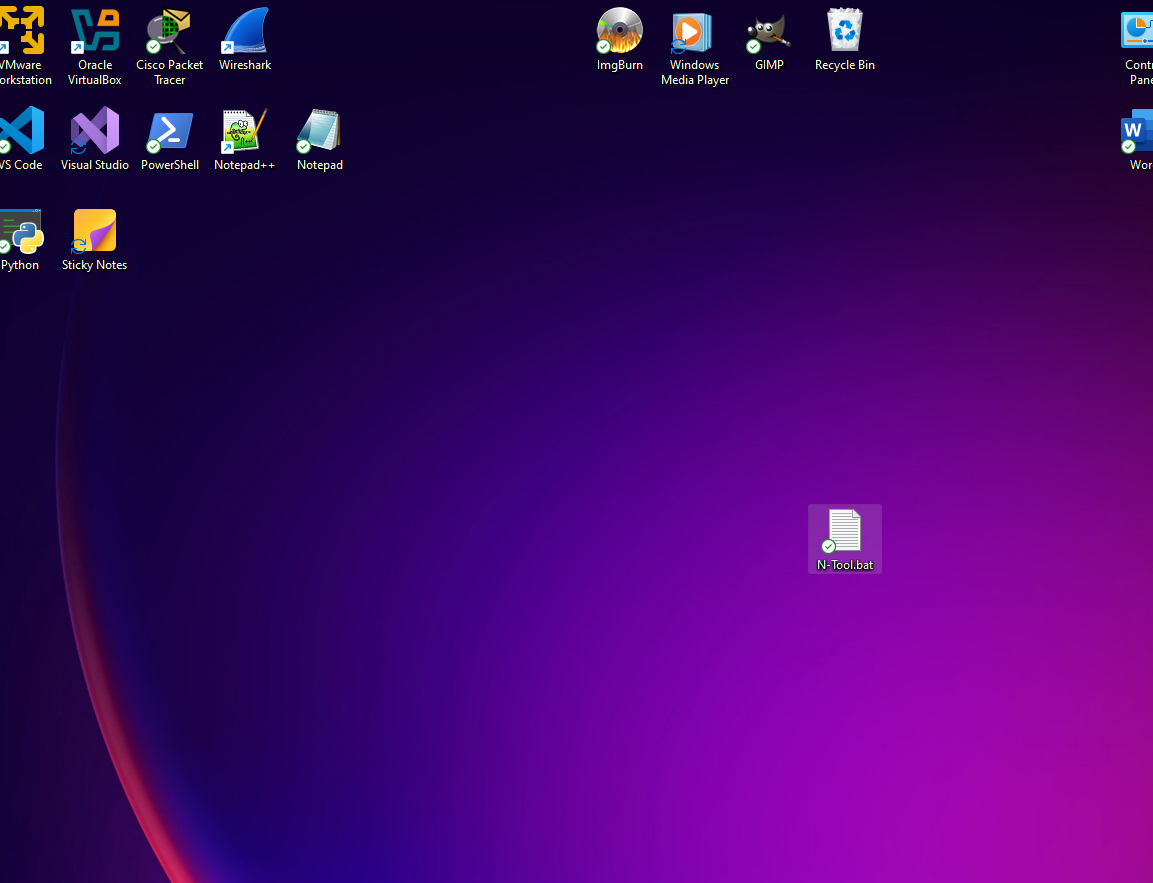 VMware
Workstation
Oracle
VirtualBox
Cisco Packet
Tracer
Wireshark
ImgBurn
Windows
Media Player
GIMP
Recycle Bin
Contr
Pane
VS Code
Visual Studio
PowerShell
Notepad++
Notepad
W
Wor
Python
Sticky Notes
N-Tool.bat